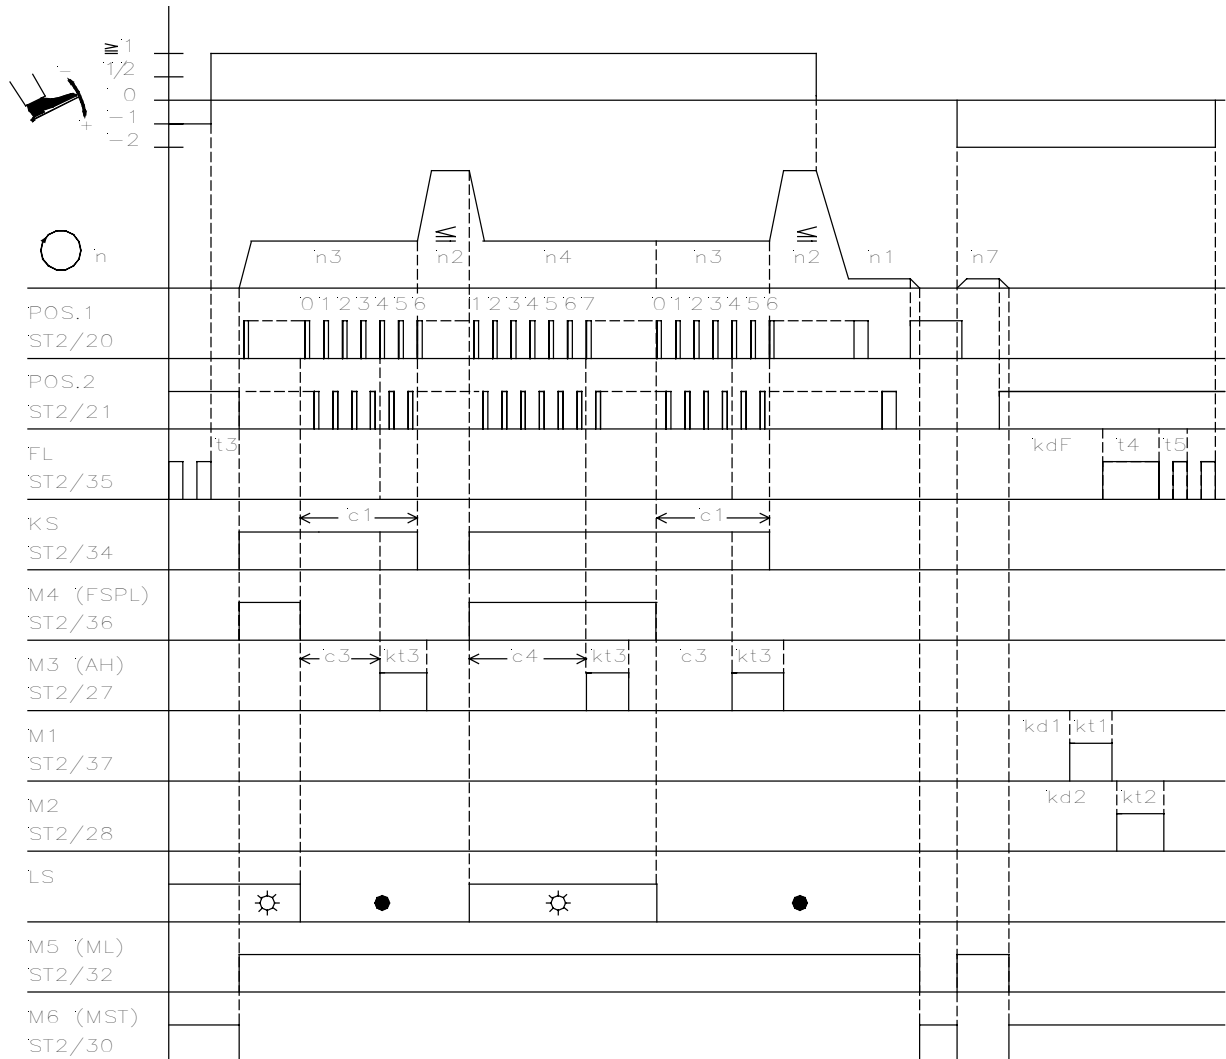 ≧1
1/2
0
-1
-2
-
+
n
n3 ≦ n2 n4 n3 ≦ n2 n1 n7
POS.1
ST2/20
0 1 2 3 4 5 6 1 2 3 4 5 6 7 0 1 2 3 4 5 6
POS.2
ST2/21
FL
ST2/35
t3 kdF t4 t5
KS
ST2/34
c1 c1
M4 (FSPL)
ST2/36
M3 (AH)
ST2/27
c3 kt3 c4 kt3 c3 kt3
M1
ST2/37
kd1 kt1
M2
ST2/28
kd2 kt2
LS
M5 (ML)
ST2/32
M6 (MST)
ST2/30